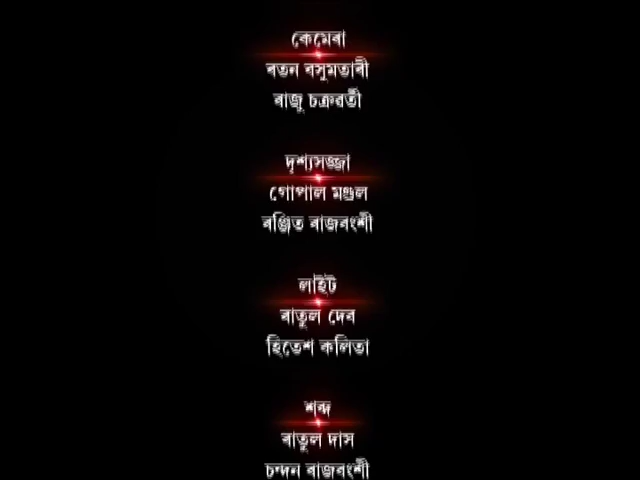 কেমেৰা
ৰতন বসুমতাৰী
ৰাজু চক্ৰৱৰ্তী
দৃশ্যসজ্জা
গোপাল মণ্ডল
ৰঞ্জিত ৰাজবংশী
লাইট
ৰাতুল দেব
হিতেশ কলিতা
শব্দ
ৰাতুল দাস
চন্দন ৰাজবংশী